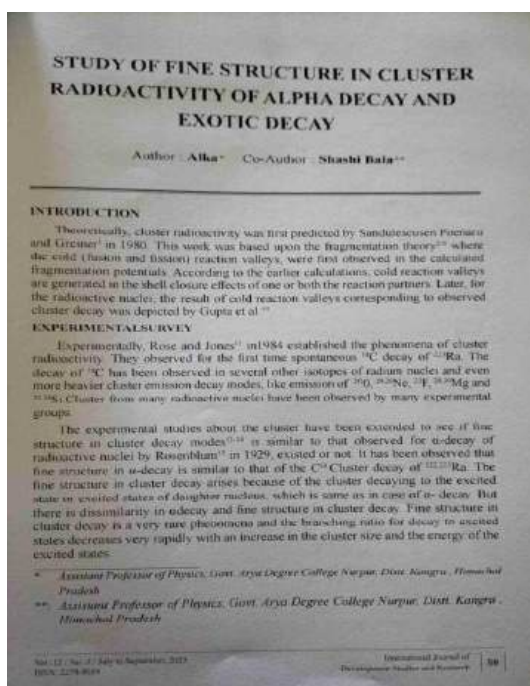 STUDY OF FINE STRUCTURE IN CLUSTER
RADIOACTIVITY OF ALPHA DECAY AND
EXOTIC DECAY
Author : Alka* Co-Author : Shashi Bala**
INTRODUCTION
Theoretically, cluster radioactivity was first predicted by
and Greiner in 1980. This work was based upon the fragmentation theory where
the cold (fusion and fission) reaction valleys, were first observed in the calculated
fragmentation potentials. According to the earlier calculations, cold reaction valleys
are generated in the shell closure effects of one or both the reaction partners. Later, for
the radioactive nuclei, the result of cold reaction valleys corresponding to observed
cluster decay was depicted by Gupta et al
EXPERIMENTALSURVEY
Experimentally, Rose and Jones in1984 established the phenomena of cluster
radioactivity. They observed for the first time spontaneous ¹⁴C decay of ²²³Ra. The
decay of ¹⁴C has been observed in several other isotopes of radium nuclei and even
more heavier cluster emission decay modes, like emission of Ne, Mg and
Si.Cluster from many radioactive nuclei have been observed by many experimental
groups.
The experimental studies about the cluster have been extended to see if fine
structure in cluster decay modes is similar to that observed for α-decay of
radioactive nuclei by Rosenblum in 1929, existed or not. It has been observed that
fine structure in α-decay is similar to that of the Cluster decay of Ra. The
fine structure in cluster decay arises because of the cluster decaying to the excited
state in excited states of daughter nucleus, which is same as in case of α- decay. But
there is dissimilarity in αdecay and fine structure in cluster decay. Fine structure in
cluster decay is a very rare phenomena and the branching ratio for decay to excited
states decreases very rapidly with an increase in the cluster size and the energy of the
excited states.
* Assistant Professor of Physics, Govt. Arya Degree College Nurpur, Distt. Kangra , Himachal
Pradesh
** Assistant Professor of Physics, Govt. Arya Degree College Nurpur, Distt. Kangra ,
Himachal Pradesh
July to September,
International Journal of
Development Studies and Research